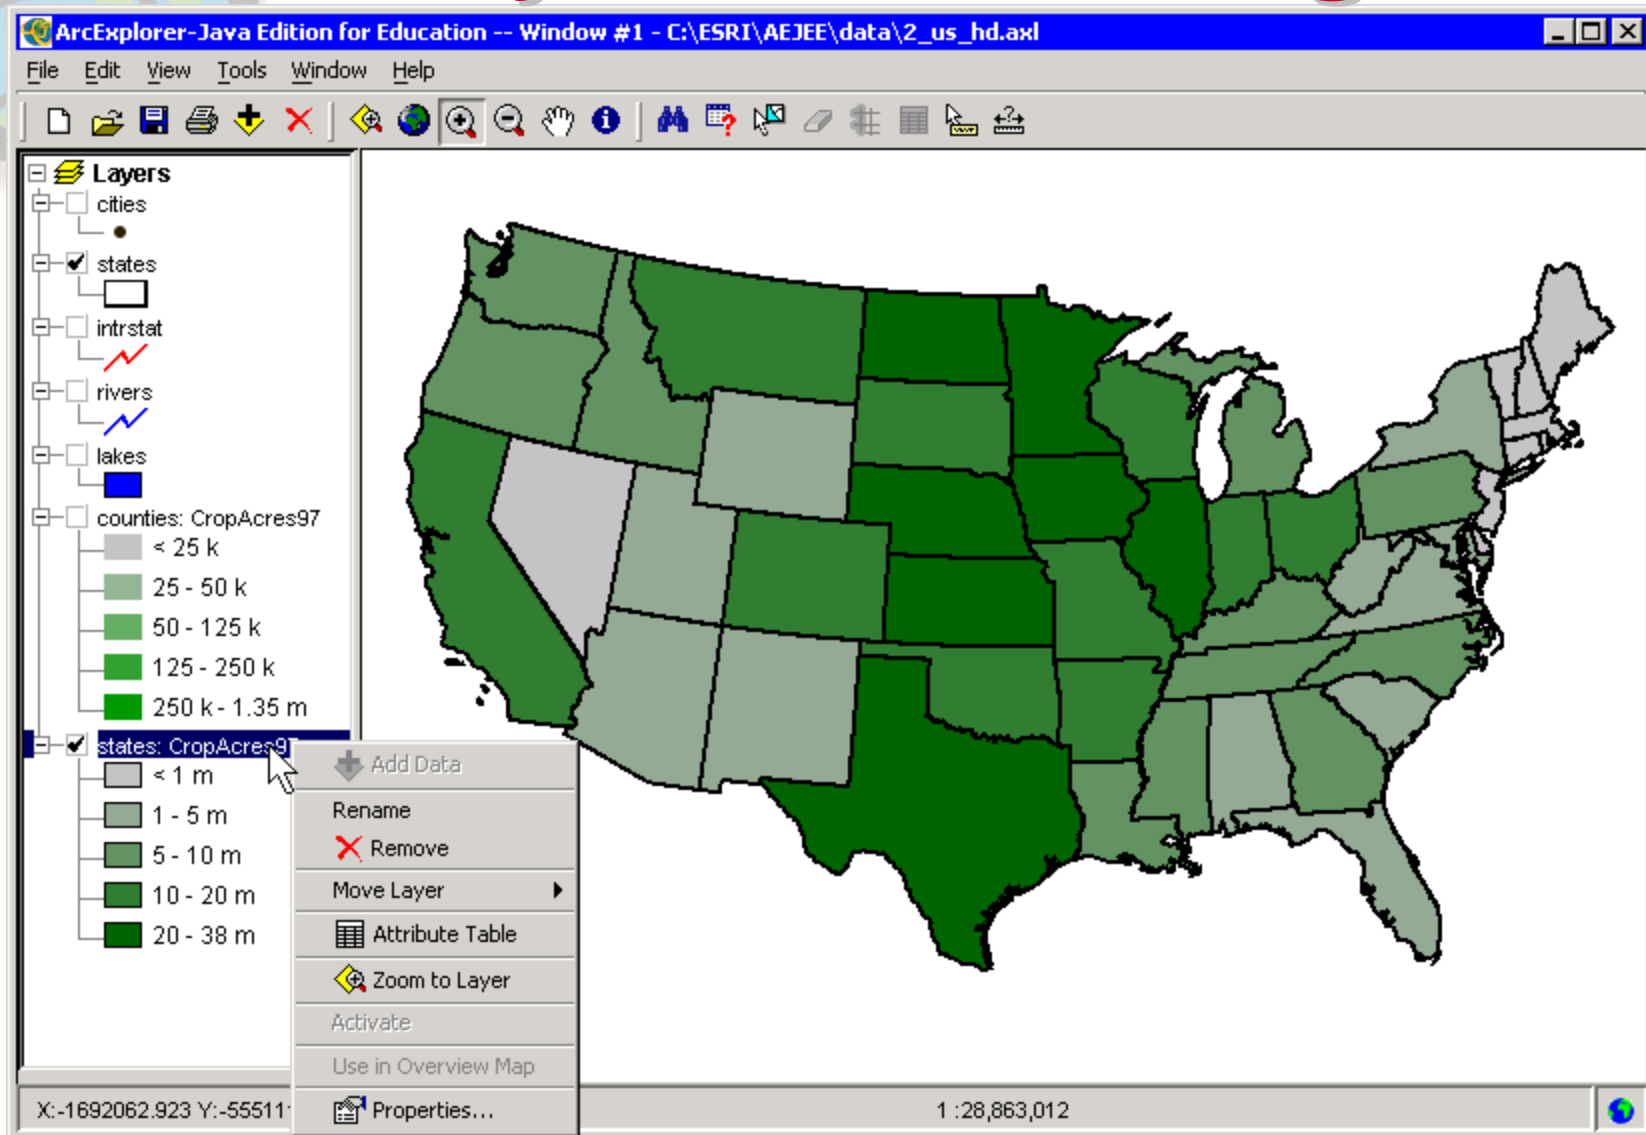 ArcExplorer-Java Edition for Education -- Window #1 - C:\ESRI\AEJEE\data\2_us_hd.axl
File Edit View Tools Window Help
Layers
cities
states
intrstat
rivers
lakes
counties: CropAcres97
< 25 k
25 - 50 k
50 - 125 k
125 - 250 k
250 k - 1.35 m
states: CropAcres97
< 1 m
1 - 5 m
5 - 10 m
10 - 20 m
20 - 38 m
Add Data
Rename
Remove
Move Layer
Attribute Table
Zoom to Layer
Activate
Use in Overview Map
Properties...
X:-1692062.923 Y:-555111
1 :28,863,012